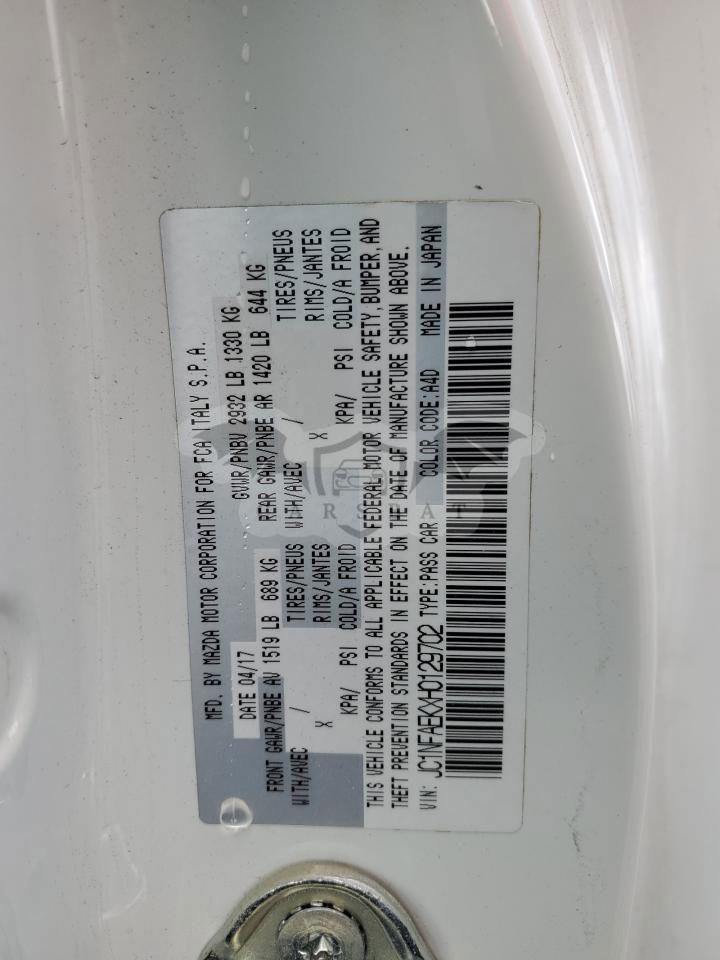 MFD. BY MAZDA MOTOR CORPORATION FOR FCA ITALY S.P.A.
DATE 04/17 GVWR/PNBV 2932 LB 1330 KG
FRONT GAWR/PNBE AV 1519 LB 689 KG REAR GAWR/PNBE AR 1420 LB 644 KG
WITH/AVEC / TIRES/PNEUS WITH/AVEC / TIRES/PNEUS
X RIMS/JANTES X RIMS/JANTES
KPA/ PSI COLD/A FROID KPA/ PSI COLD/A FROID
THIS VEHICLE CONFORMS TO ALL APPLICABLE FEDERAL MOTOR VEHICLE SAFETY, BUMPER, AND
THEFT PREVENTION STANDARDS IN EFFECT ON THE DATE OF MANUFACTURE SHOWN ABOVE.
VIN: JC1NFAEKXH0129702 TYPE:PASS CAR COLOR CODE:A4D MADE IN JAPAN